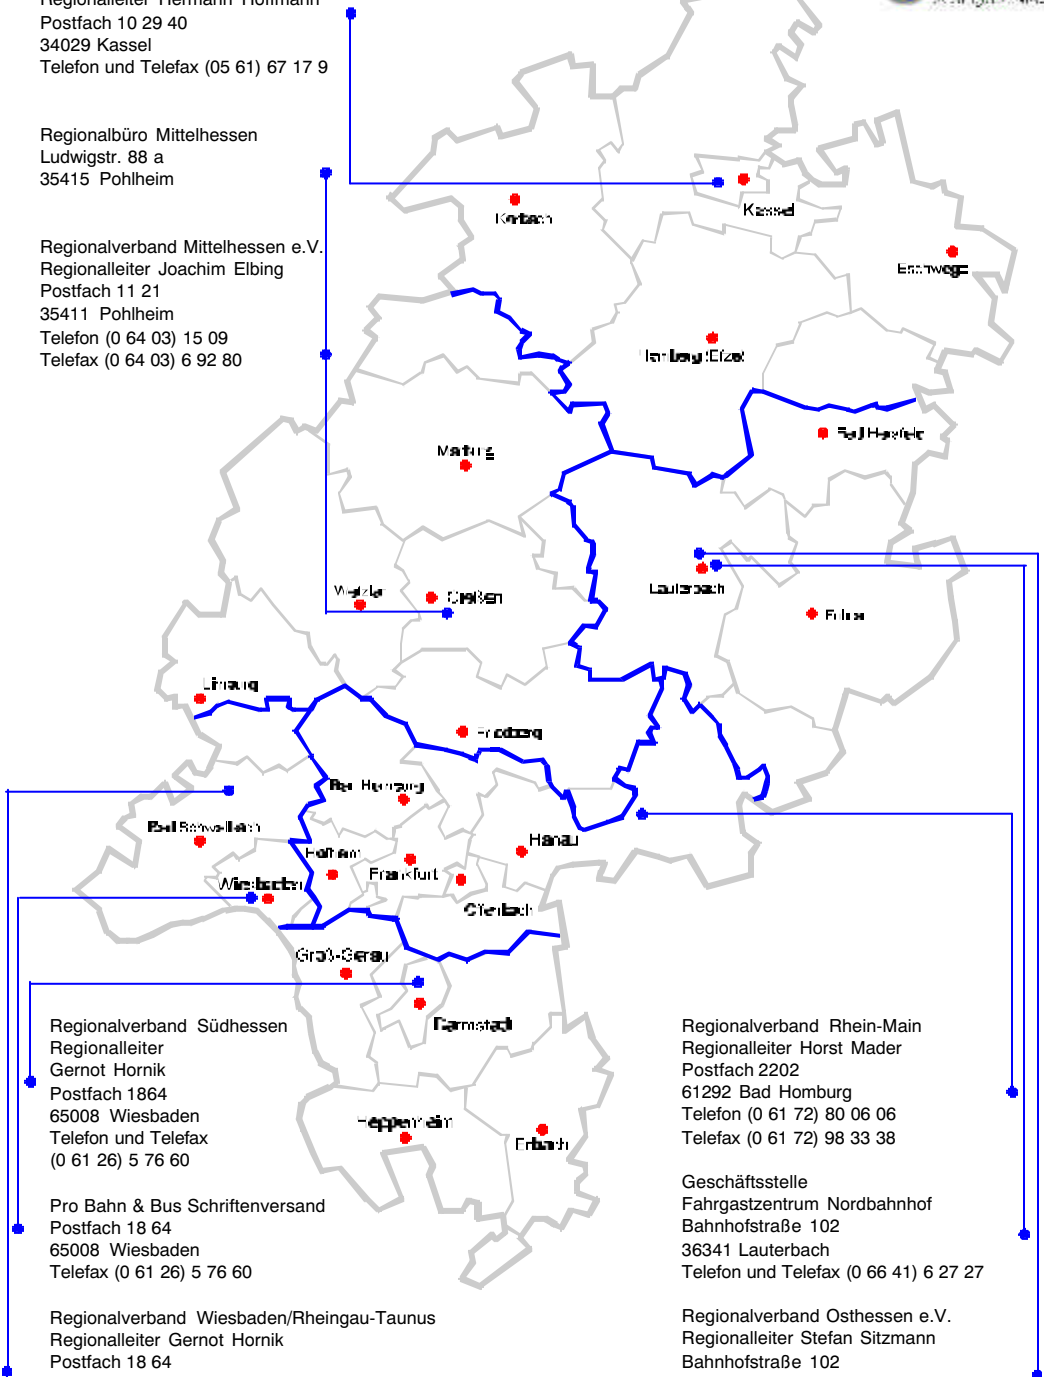 Regionalleiter Hermann Hoffmann
Postfach 10 29 40
34029 Kassel
Telefon und Telefax (05 61) 67 17 9
Regionalbüro Mittelhessen
Ludwigstr. 88 a
35415 Pohlheim
Regionalverband Mittelhessen e.V.
Regionalleiter Joachim Elbing
Postfach 11 21
35411 Pohlheim
Telefon (0 64 03) 15 09
Telefax (0 64 03) 6 92 80
Korbach
Kassel
Eschwege
Homberg (Efze)
Bad Hersfeld
Marburg
Wetzlar
Gießen
Lauterbach
Fulda
Limburg
Friedberg
Bad Homburg
Bad Schwalbach
Hofheim
Hanau
Frankfurt
Wiesbaden
Offenbach
Groß-Gerau
Darmstadt
Heppenheim
Erbach
Regionalverband Südhessen
Regionalleiter
Gernot Hornik
Postfach 1864
65008 Wiesbaden
Telefon und Telefax
(0 61 26) 5 76 60
Pro Bahn & Bus Schriftenversand
Postfach 18 64
65008 Wiesbaden
Telefax (0 61 26) 5 76 60
Regionalverband Wiesbaden/Rheingau-Taunus
Regionalleiter Gernot Hornik
Postfach 18 64
Regionalverband Rhein-Main
Regionalleiter Horst Mader
Postfach 2202
61292 Bad Homburg
Telefon (0 61 72) 80 06 06
Telefax (0 61 72) 98 33 38
Geschäftsstelle
Fahrgastzentrum Nordbahnhof
Bahnhofstraße 102
36341 Lauterbach
Telefon und Telefax (0 66 41) 6 27 27
Regionalverband Osthessen e.V.
Regionalleiter Stefan Sitzmann
Bahnhofstraße 102